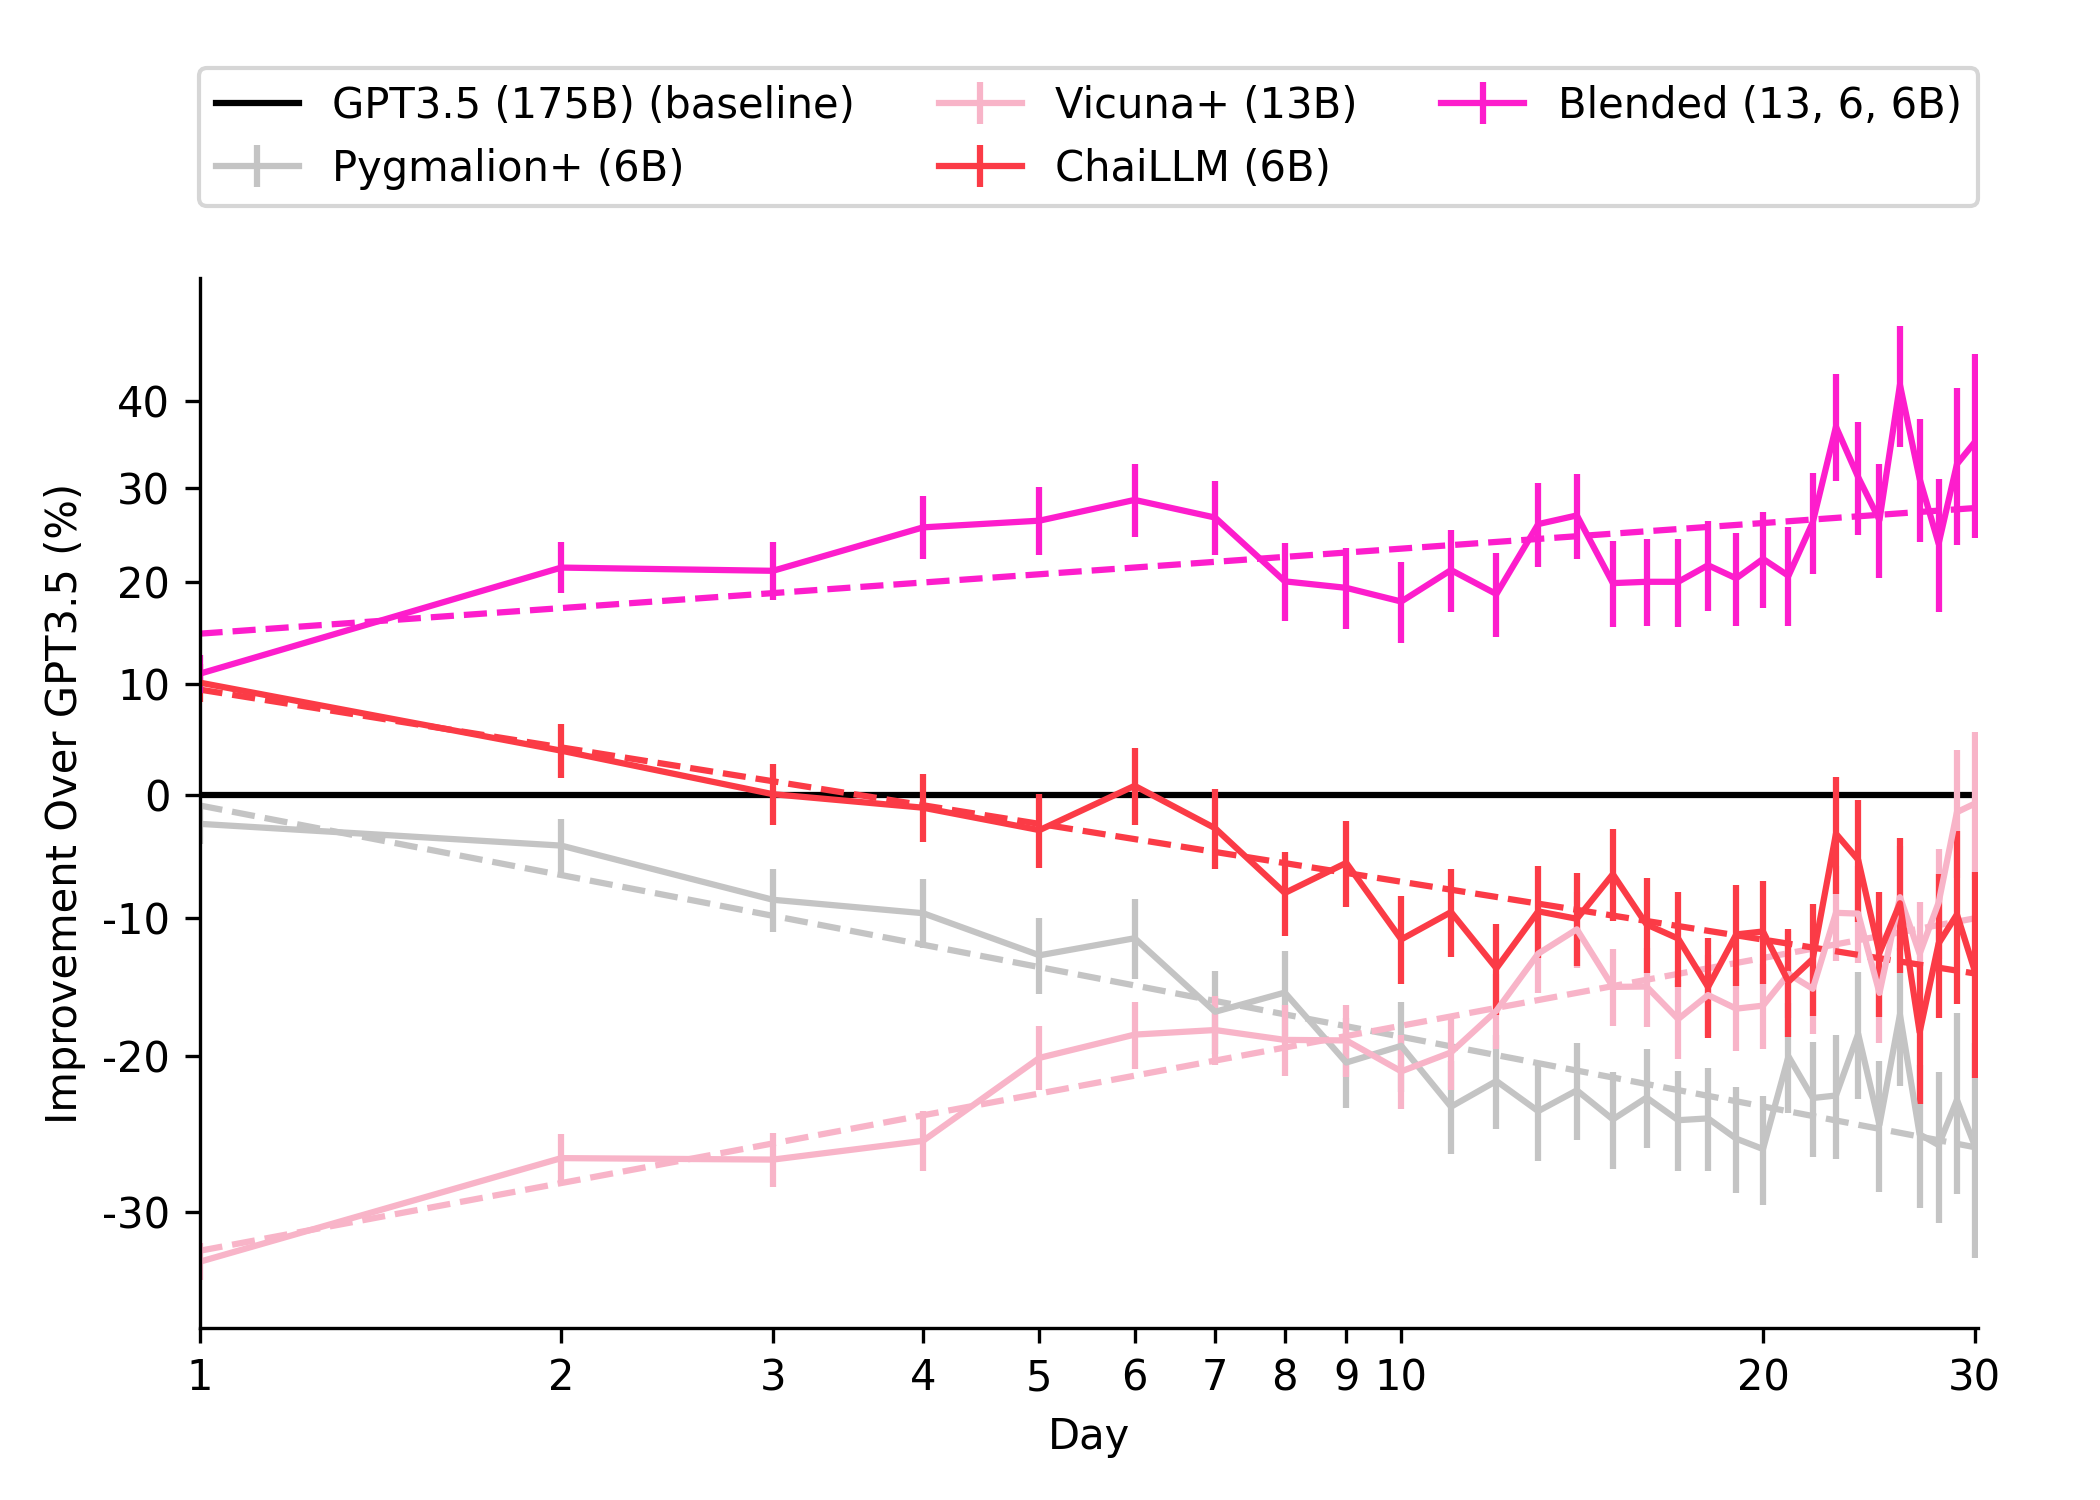 GPT3.5 (175B) (baseline)
Pygmalion+ (6B)
Vicuna+ (13B)
ChaiLLM (6B)
Blended (13, 6, 6B)
Improvement Over GPT3.5 (%)
40
30
20
10
0
-10
-20
-30
1 2 3 4 5 6 7 8 9 10 20 30
Day